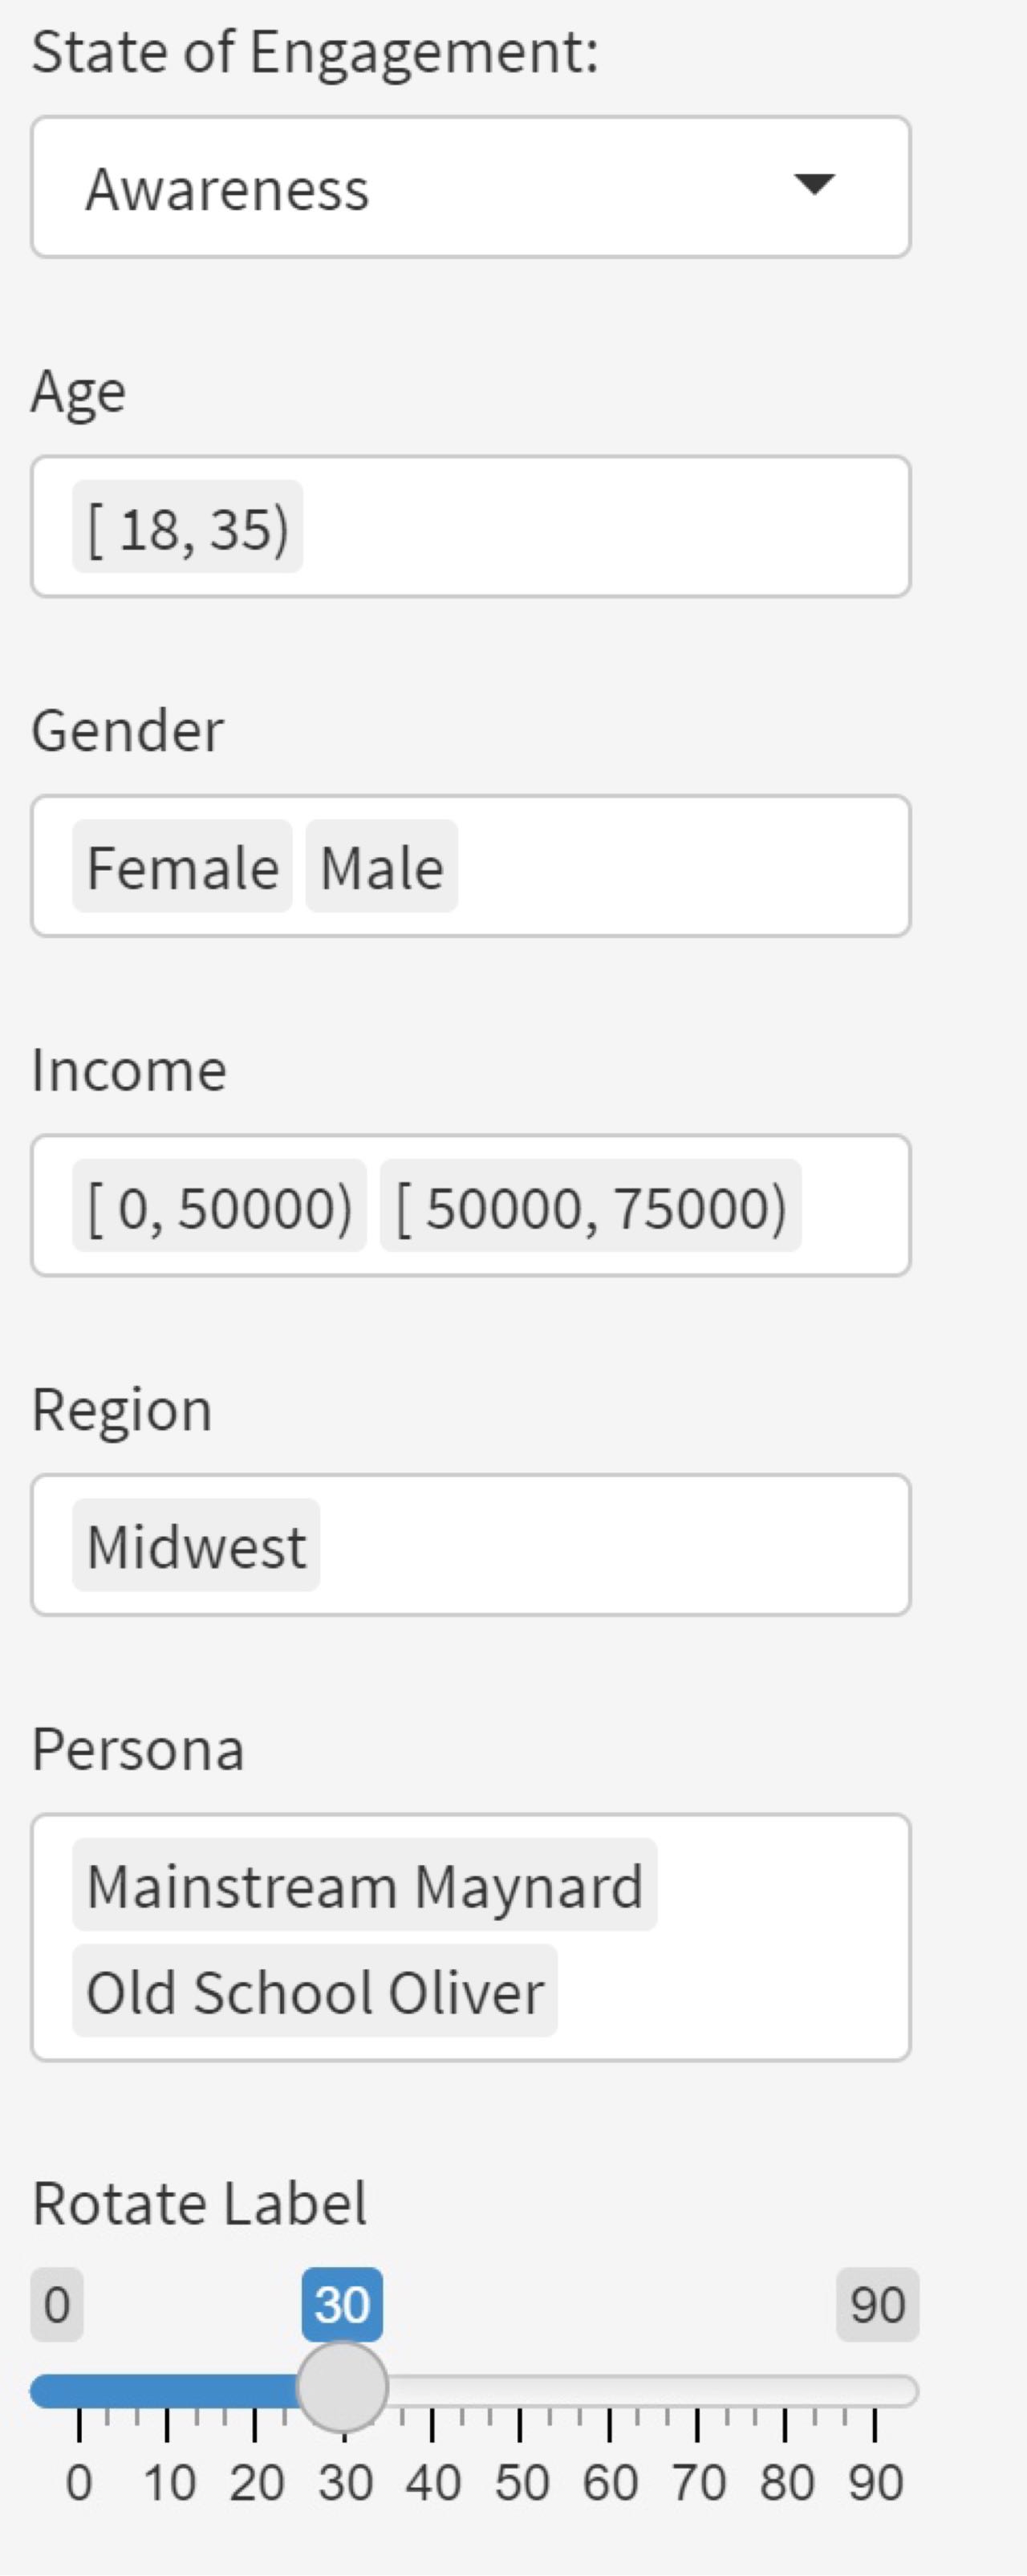 State of Engagement:
Awareness
Age
[ 18, 35)
Gender
Female Male
Income
[ 0, 50000) [ 50000, 75000)
Region
Midwest
Persona
Mainstream Maynard
Old School Oliver
Rotate Label
0 30 90
0 10 20 30 40 50 60 70 80 90